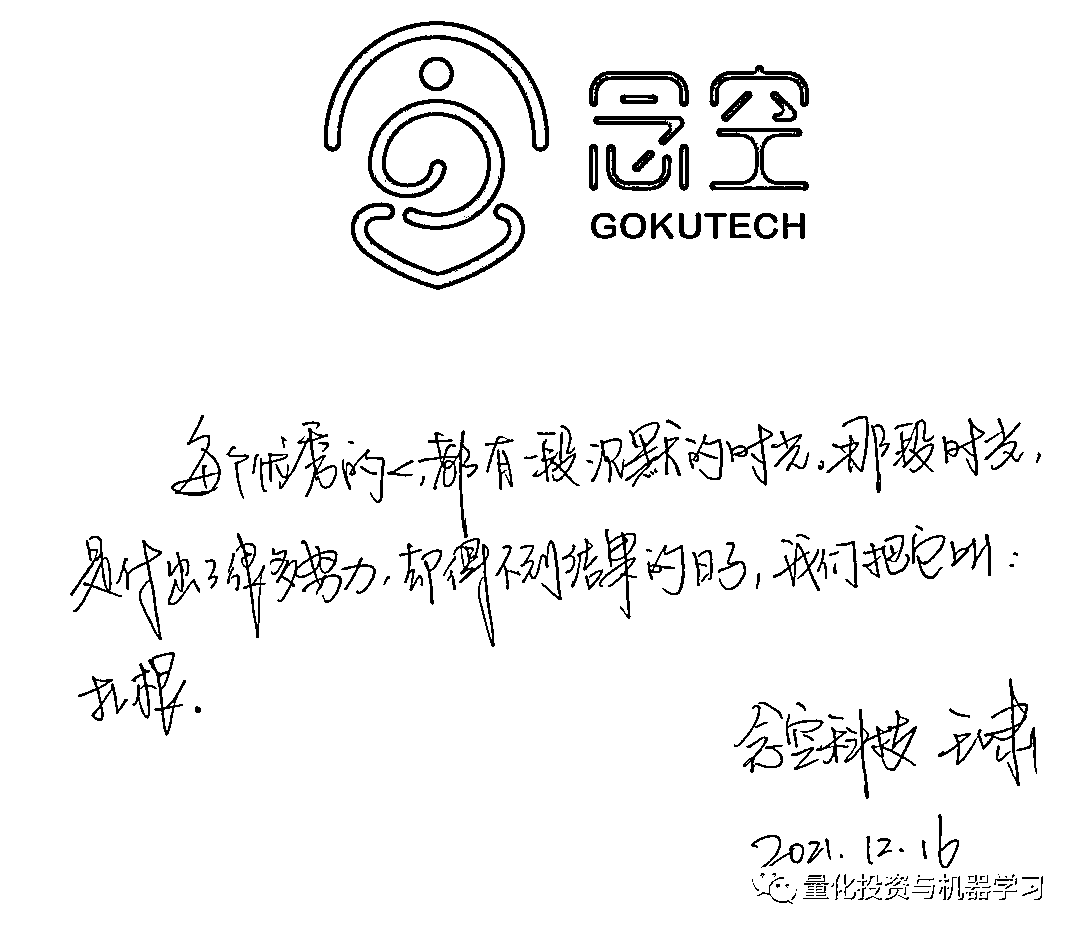 念空
GOKUTECH
每个优秀的人,都有一段沉默的时光。那段时光,
是付出了很多努力,却得不到结果的日子,我们把它叫:
扎根.
念空科技 王啸
2021.12.16
量化投资与机器学习